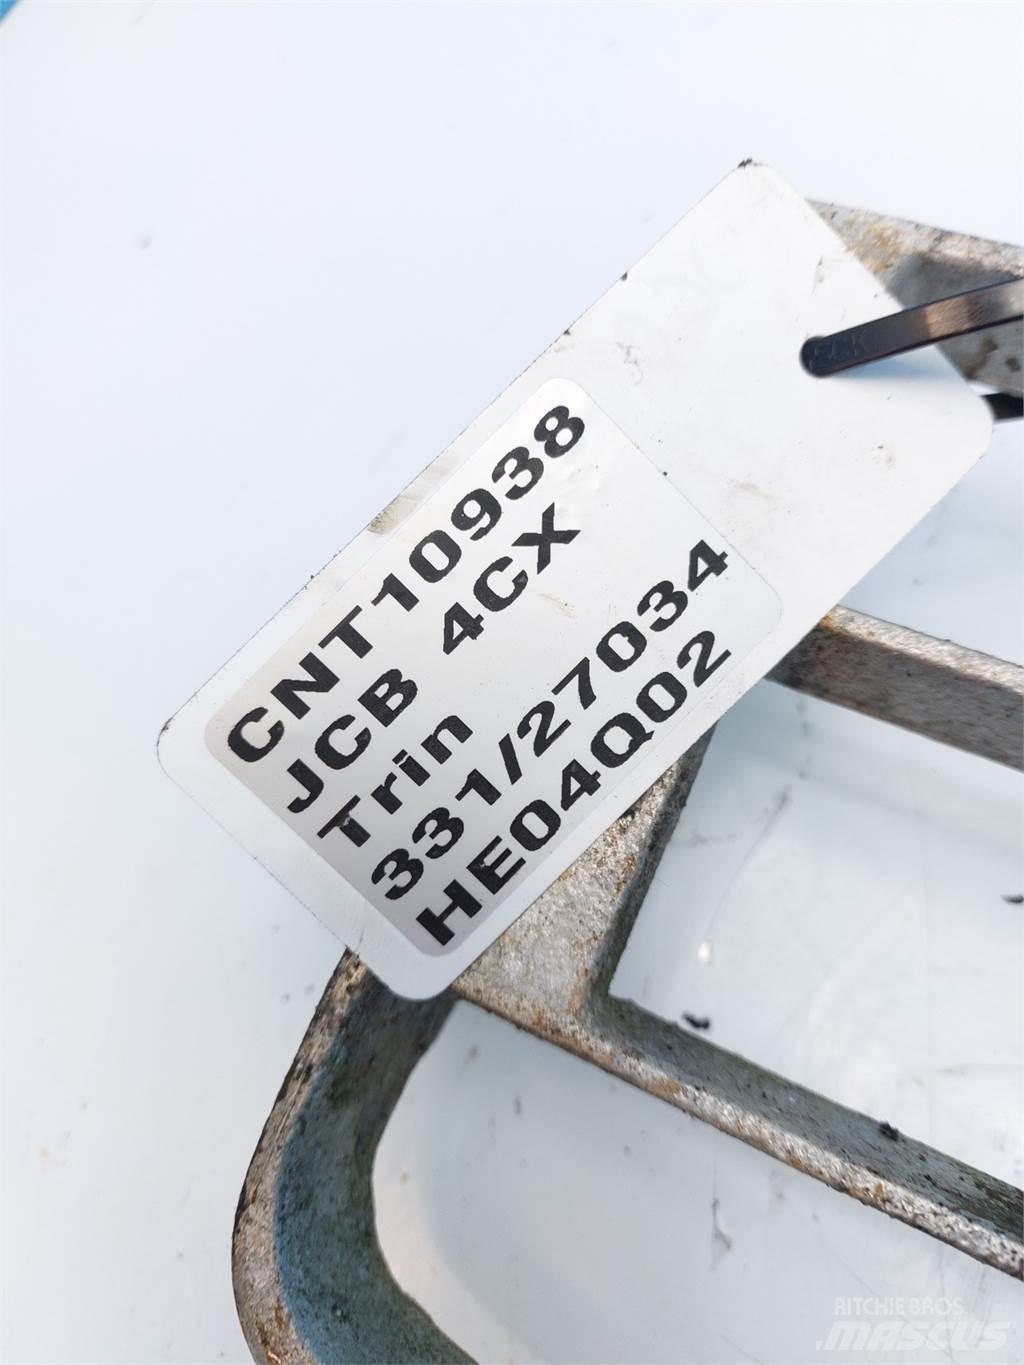 CNT10938
JCB 4CX
Trin
331/27034
HE04Q02
RITCHIE BROS.
MASCUS